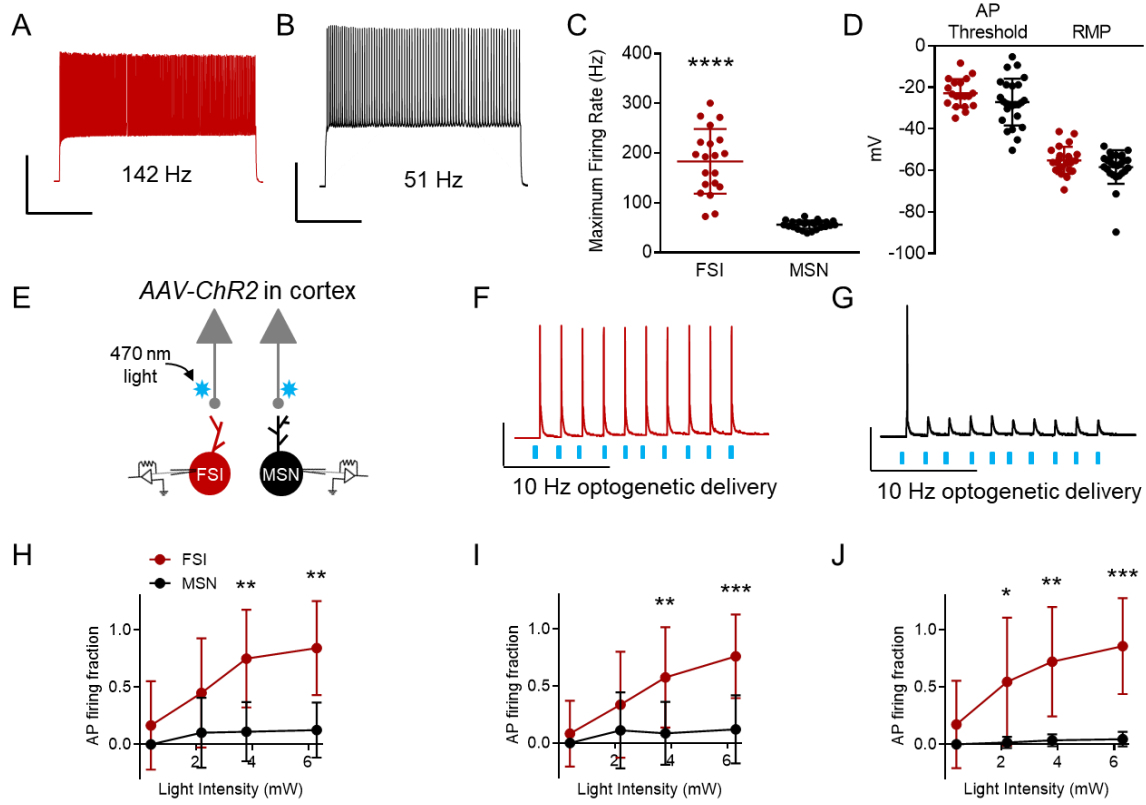 A
142 Hz
B
51 Hz
C
Maximum Firing Rate (Hz)
400
300
200
100
0
****
FSI
MSN
D
AP
Threshold
RMP
mV
0
-20
-40
-60
-80
-100
E
AAV-ChR2 in cortex
470 nm
light
FSI
MSN
F
10 Hz optogenetic delivery
G
10 Hz optogenetic delivery
H
FSI
MSN
** **
AP firing fraction
1.0
0.5
0.0
2 4 6
Light Intensity (mW)
I
** ***
AP firing fraction
1.0
0.5
0.0
2 4 6
Light Intensity (mW)
J
* ** ***
AP firing fraction
1.0
0.5
0.0
2 4 6
Light Intensity (mW)